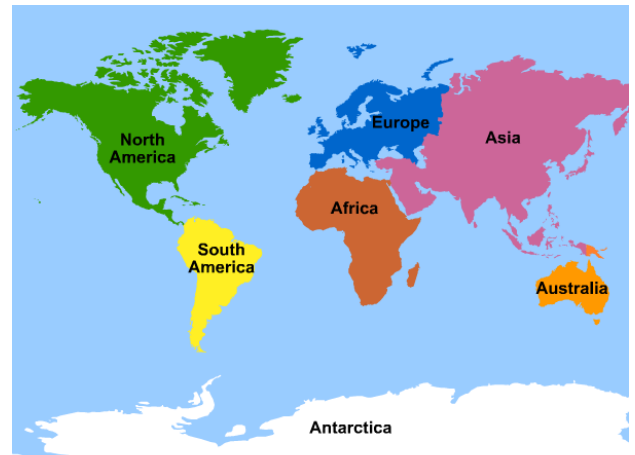 North
America
Europe
Asia
Africa
South
America
Australia
Antarctica